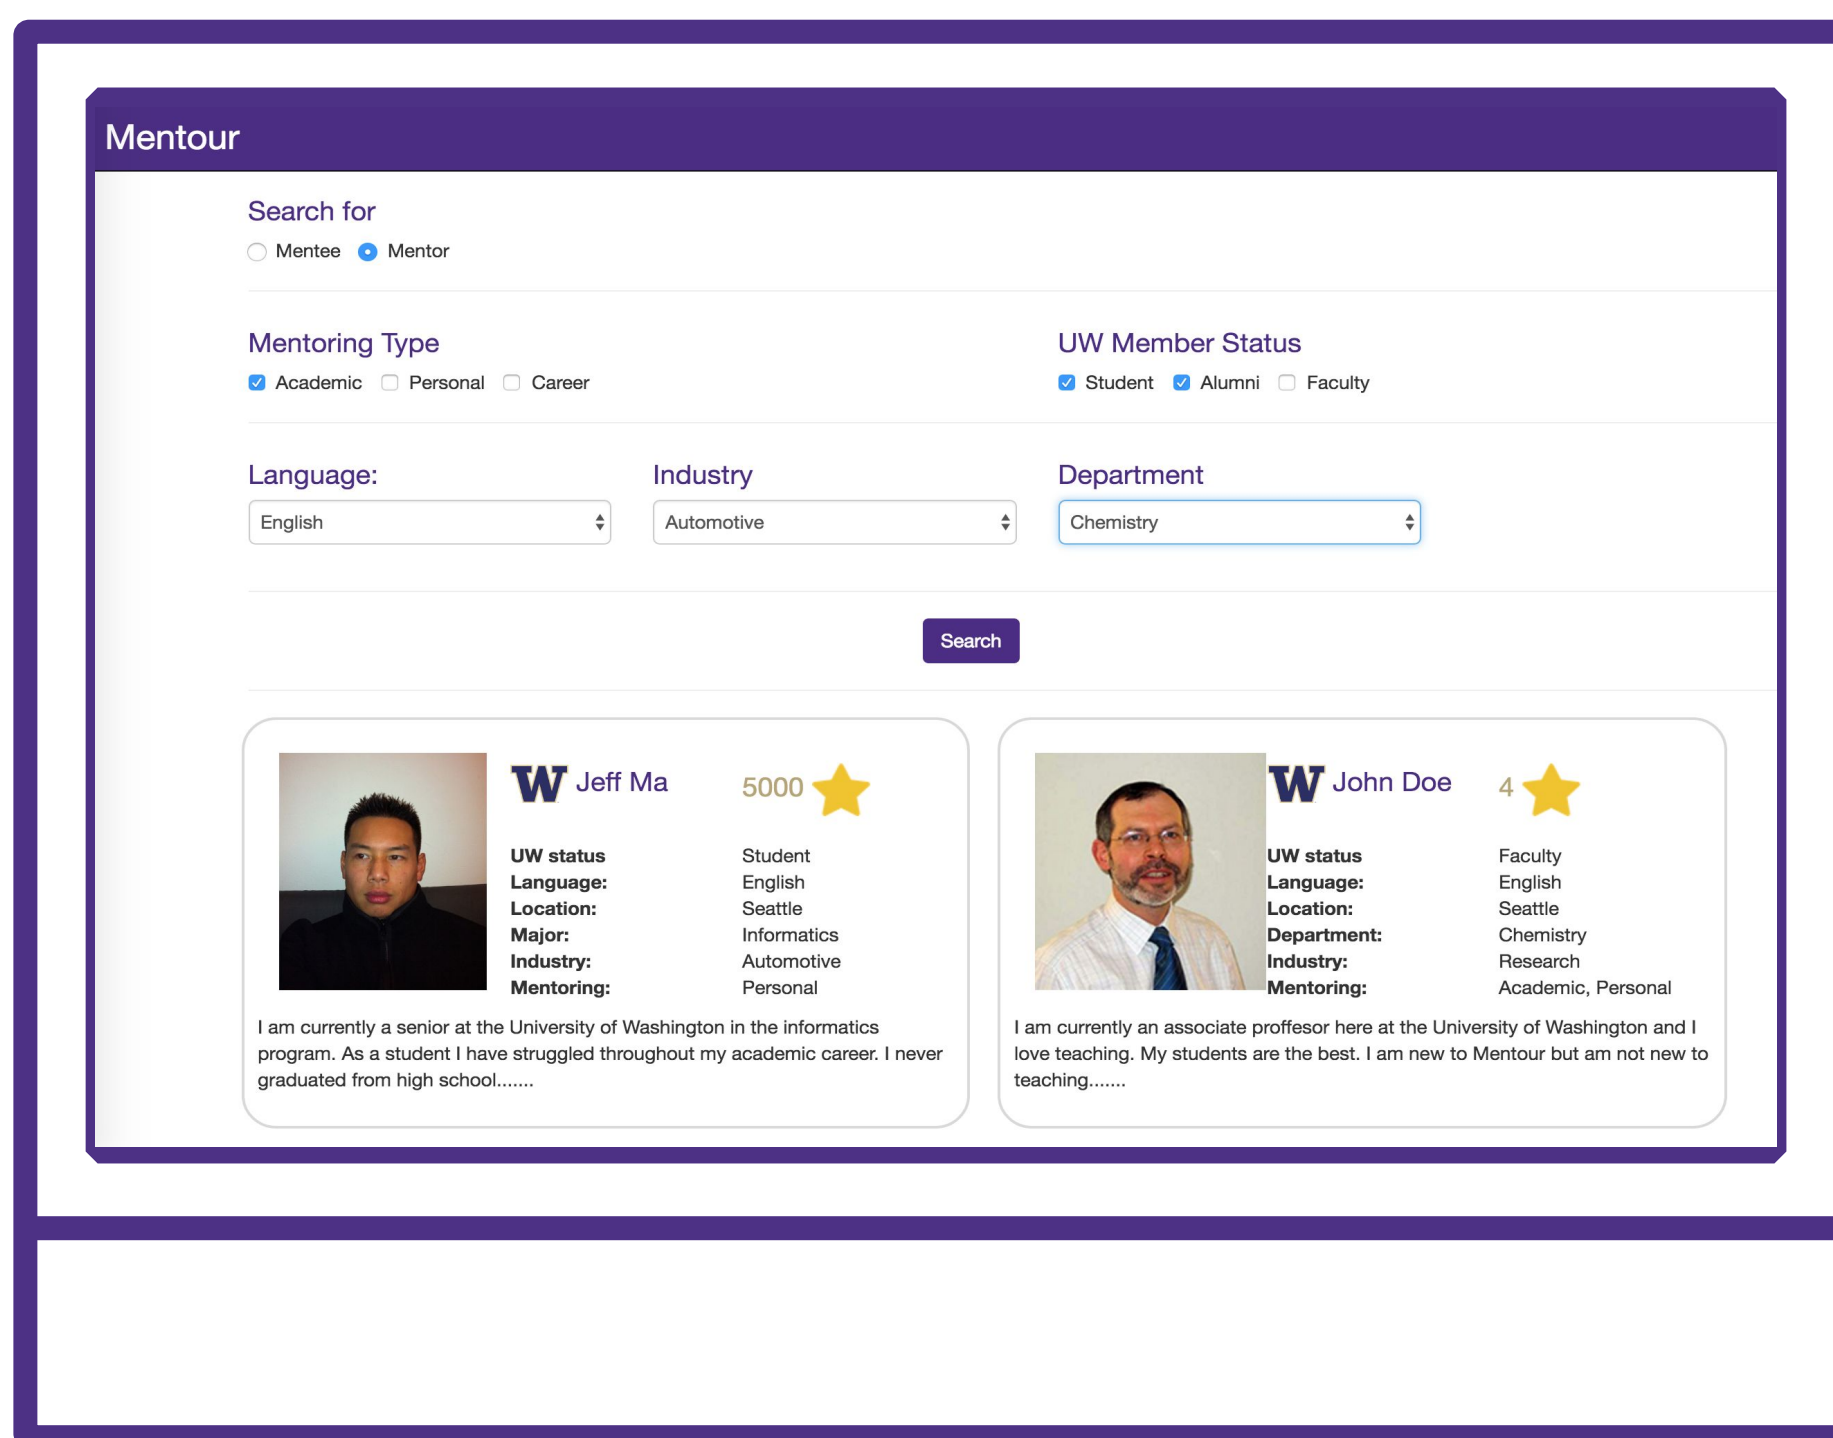 Mentour
Search for
Mentee Mentor
Mentoring Type
Academic Personal Career
UW Member Status
Student Alumni Faculty
Language:
English
Industry
Automotive
Department
Chemistry
Search
W Jeff Ma 5000
UW status Student
Language: English
Location: Seattle
Major: Informatics
Industry: Automotive
Mentoring: Personal
I am currently a senior at the University of Washington in the informatics
program. As a student I have struggled throughout my academic career. I never
graduated from high school.......
W John Doe 4
UW status Faculty
Language: English
Location: Seattle
Department: Chemistry
Industry: Research
Mentoring: Academic, Personal
I am currently an associate proffesor here at the University of Washington and I
love teaching. My students are the best. I am new to Mentour but am not new to
teaching.......